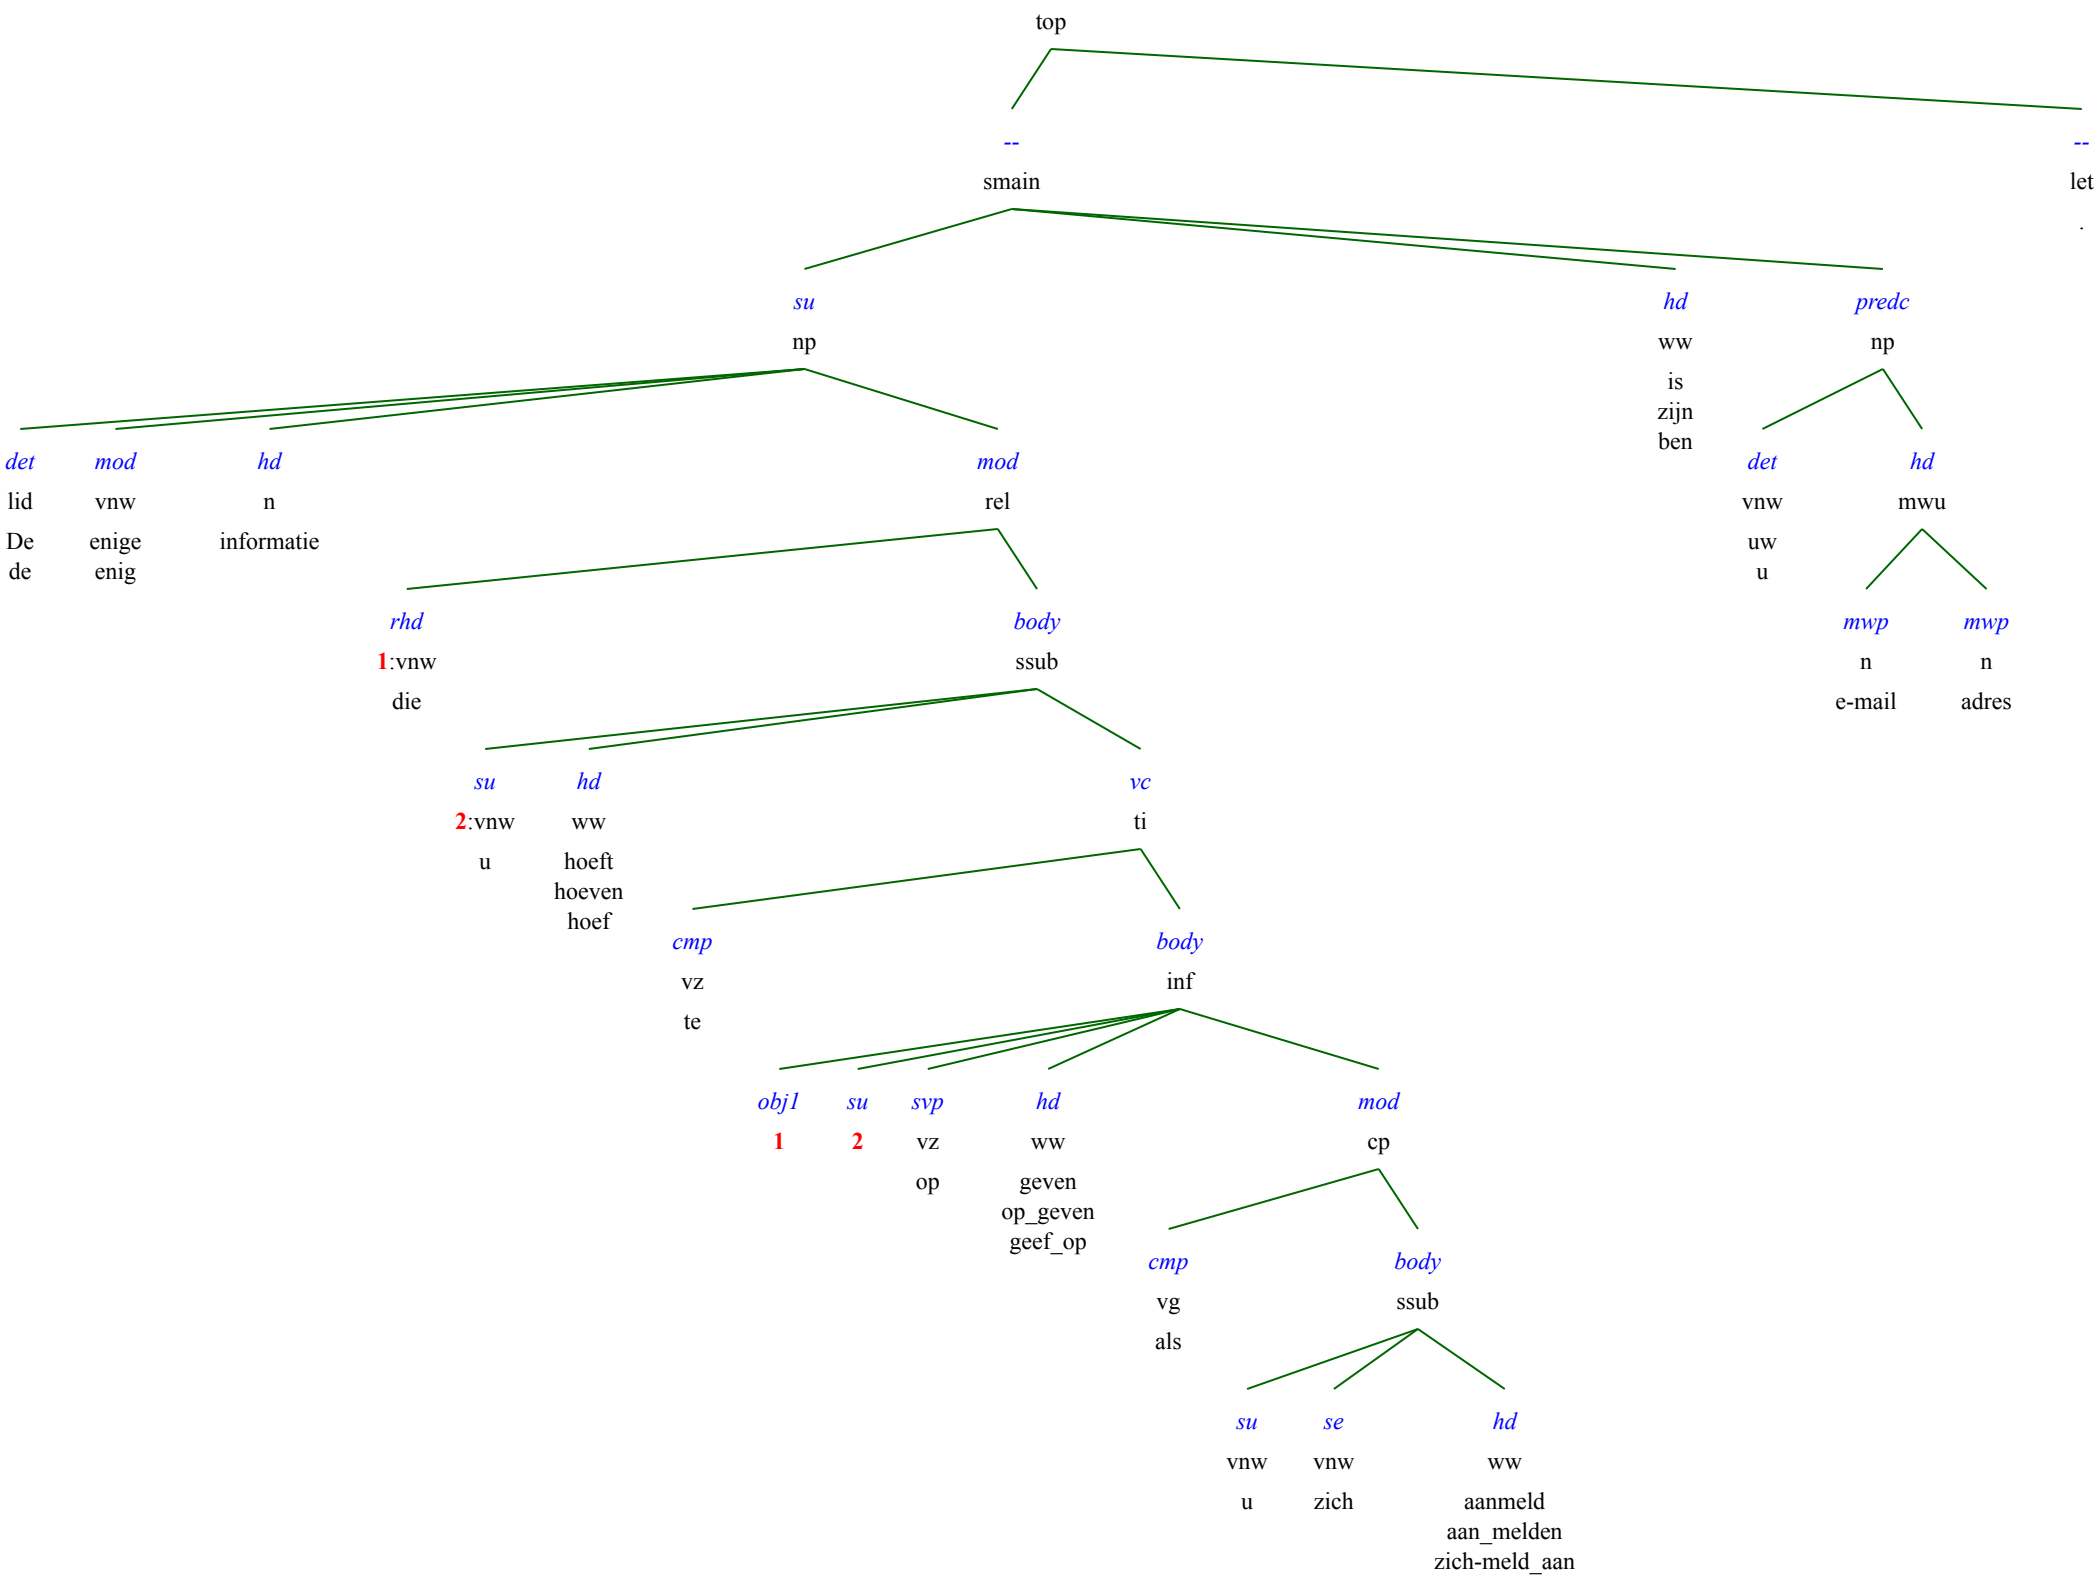 top
-- --
smain let
.
su hd predc
np ww np
is
zijn
ben
det mod hd mod det hd
lid vnw n rel vnw mwu
De enige informatie uw
de enig u
rhd body mwp mwp
1:vnw ssub n n
die e-mail adres
su hd vc
2:vnw ww ti
u hoeft
hoeven
hoef
cmp body
vz inf
te
obj1 su svp hd mod
1 2 vz ww cp
op geven
op_geven
geef_op
cmp body
vg ssub
als
su se hd
vnw vnw ww
u zich aanmeld
aan_melden
zich-meld_aan